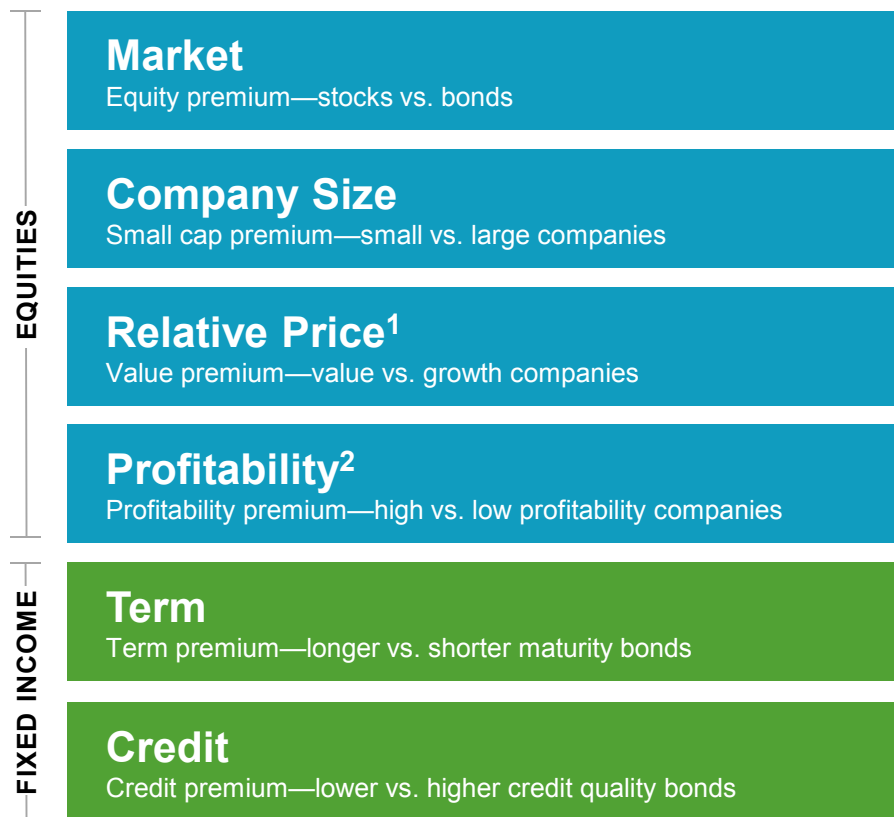 EQUITIES
Market
Equity premium—stocks vs. bonds
Company Size
Small cap premium—small vs. large companies
Relative Price¹
Value premium—value vs. growth companies
Profitability²
Profitability premium—high vs. low profitability companies
FIXED INCOME
Term
Term premium—longer vs. shorter maturity bonds
Credit
Credit premium—lower vs. higher credit quality bonds